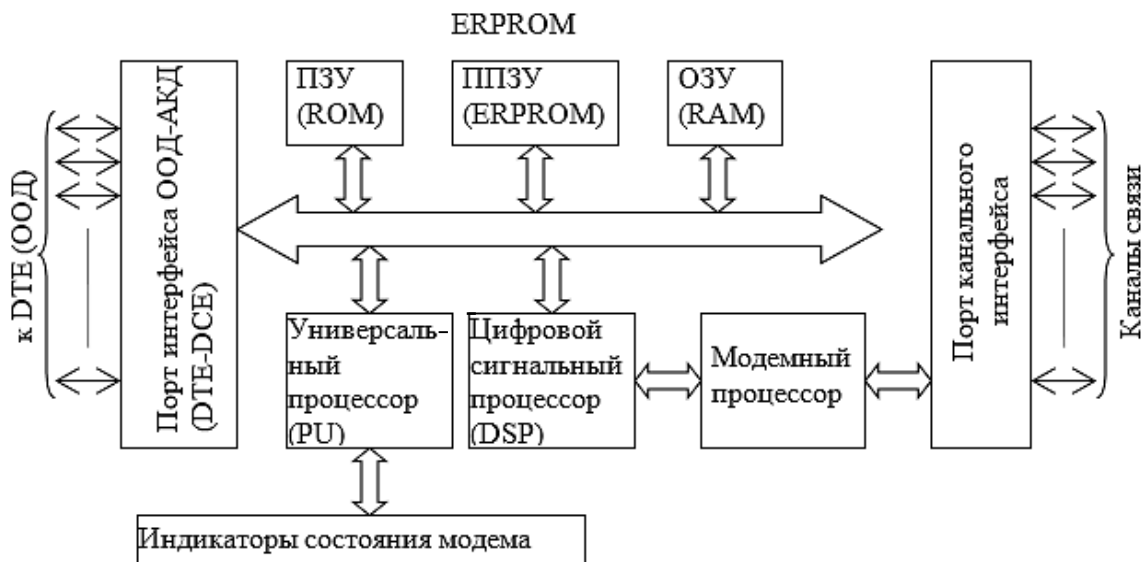 ERPROM
ПЗУ
(ROM)
ППЗУ
(ERPROM)
ОЗУ
(RAM)
к DTE (ООД)
Порт интерфейса ООД-АКД
(DTE-DCE)
Порт канального
интерфейса
Каналы связи
Универсаль-
ный
процессор
(PU)
Цифровой
сигнальный
процессор
(DSP)
Модемный
процессор
Индикаторы состояния модема